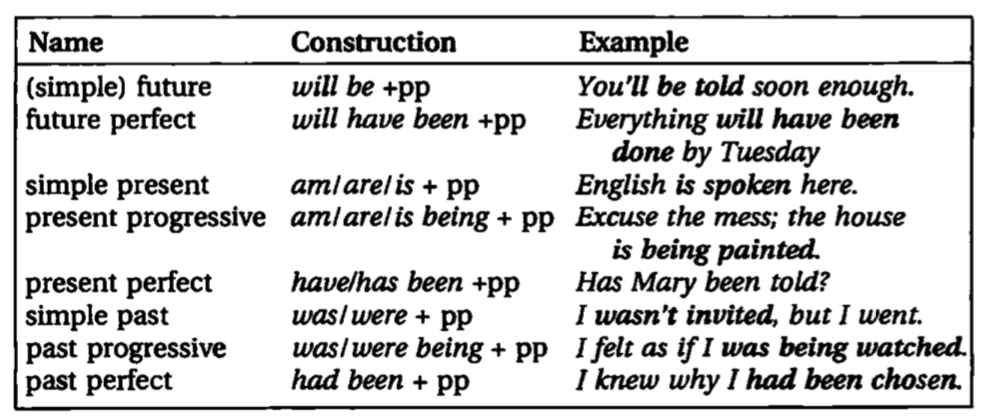 Name Construction Example
(simple) future will be +pp You'll be told soon enough.
future perfect will have been +pp Everything will have been
done by Tuesday
simple present am/are/is + pp English is spoken here.
present progressive am/are/is being + pp Excuse the mess; the house
is being painted.
present perfect have/has been +pp Has Mary been told?
simple past was/were + pp I wasn't invited, but I went.
past progressive was/were being + pp I felt as if I was being watched.
past perfect had been + pp I knew why I had been chosen.